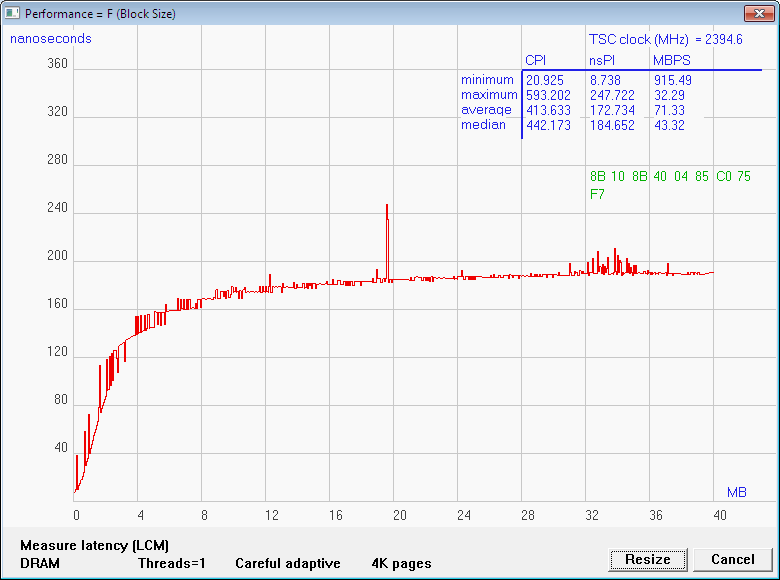 Performance = F (Block Size)
nanoseconds
TSC clock (MHz) = 2394.6
CPI nsPI MBPS
minimum 20.925 8.738 915.49
maximum 593.202 247.722 32.29
average 413.633 172.734 71.33
median 442.173 184.652 43.32
8B 10 8B 40 04 85 C0 75
F7
360
320
280
240
200
160
120
80
40
MB
0 4 8 12 16 20 24 28 32 36 40
Measure latency (LCM)
DRAM Threads=1 Careful adaptive 4K pages
Resize Cancel